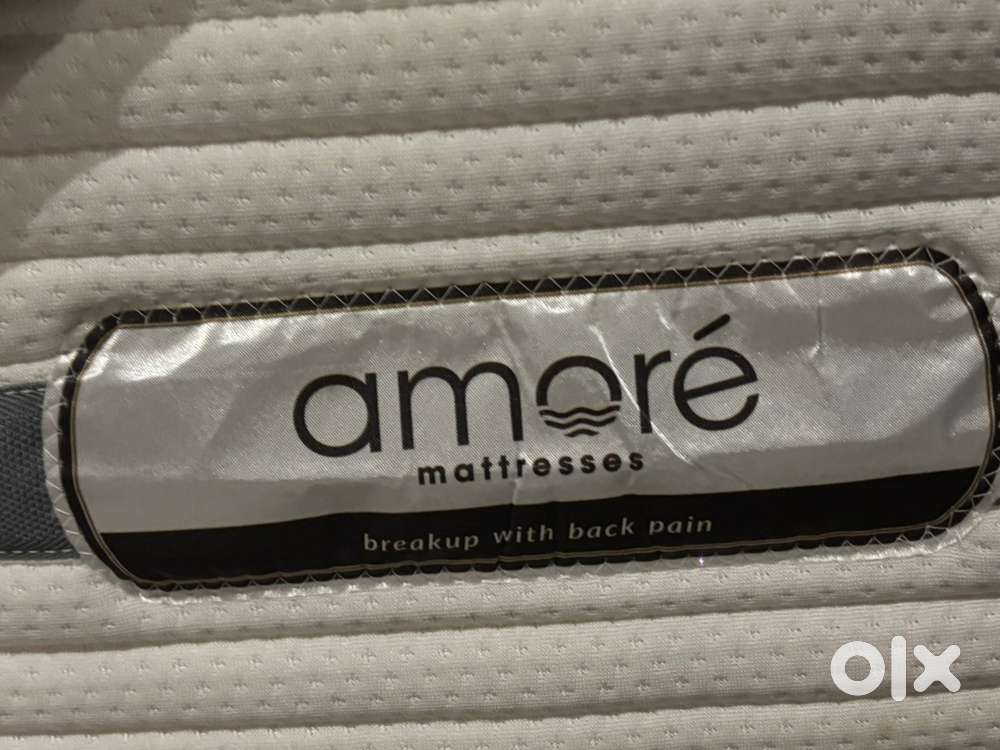 amoré
mattresses
breakup with back pain
olx